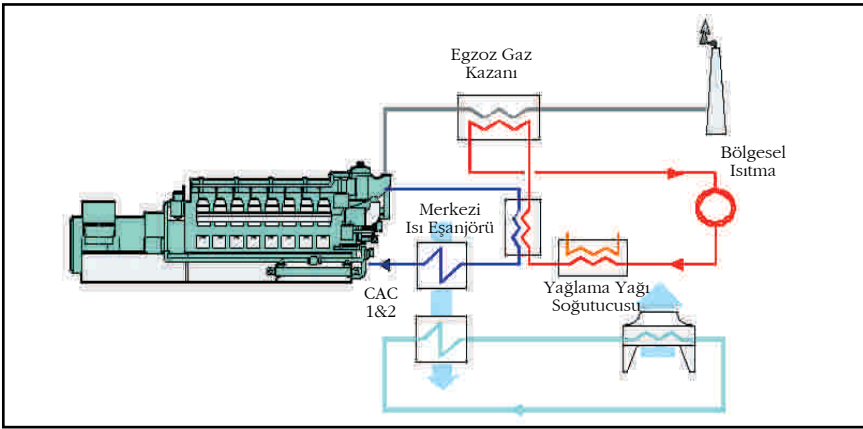 Egzoz Gaz
Kazanı
Bölgesel
Isıtma
Merkezi
Isı Eşanjörü
Yağlama Yağı
Soğutucusu
CAC
1&2